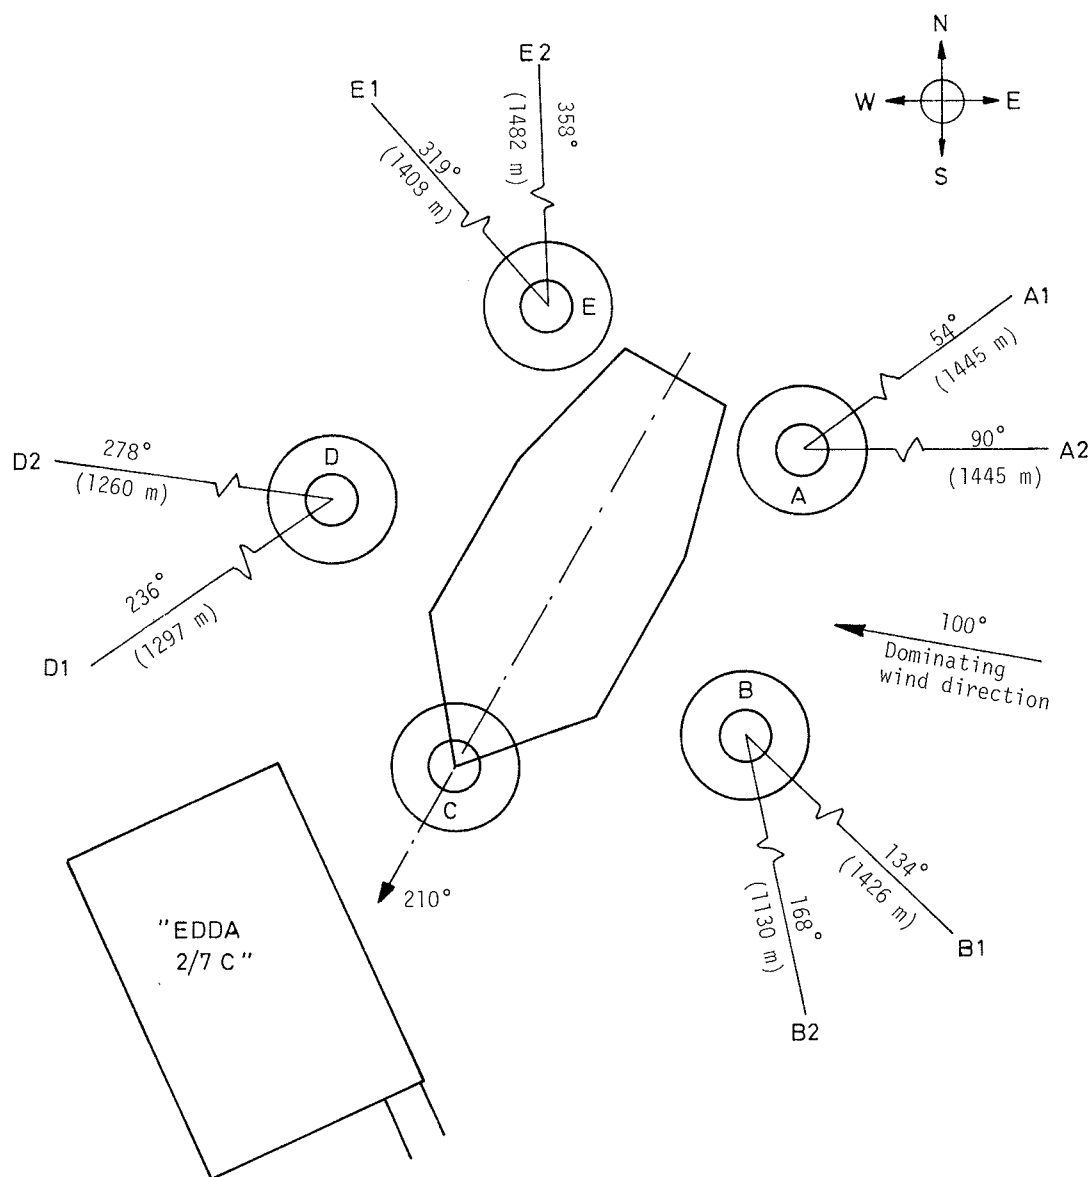 N
W
E
S
E1
E2
319°
(1408 m)
358°
(1482 m)
E
A1
54°
(1445 m)
90°
(1445 m)
A2
A
D2
278°
(1260 m)
D
236°
(1297 m)
D1
100°
Dominating
wind direction
B
134°
(1426 m)
B1
168°
(1130 m)
B2
C
210°
"EDDA
2/7 C"